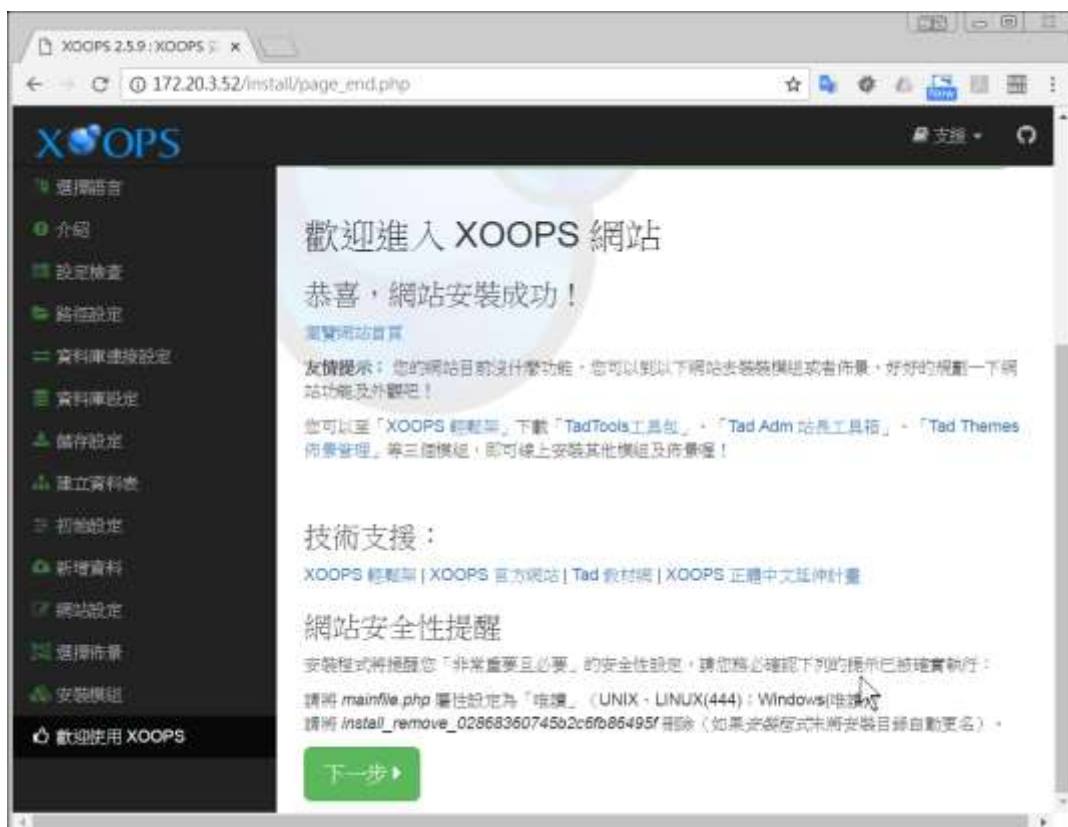 XOOPS 2.5.9 : XOOPS
172.20.3.52/install/page_end.php
New
XOOPS
支援
選擇語言
介紹
設定檢查
路徑設定
資料庫連接設定
資料庫設定
儲存設定
建立資料表
初始設定
新增資料
網站設定
選擇佈景
安裝模組
歡迎使用 XOOPS
歡迎進入 XOOPS 網站
恭喜,網站安裝成功!
瀏覽網站首頁
友情提示: 您的網站目前沒什麼功能,您可以到以下網站去裝裝模組或者佈景,好好的規劃一下網
站功能及外觀吧!
您可以至「XOOPS 輕鬆架」下載「TadTools工具包」、「Tad Adm 站長工具箱」、「Tad Themes
佈景管理」等三個模組,即可線上安裝其他模組及佈景喔!
技術支援:
XOOPS 輕鬆架 | XOOPS 官方網站 | Tad 教材網 | XOOPS 正體中文延伸計畫
網站安全性提醒
安裝程式將提醒您「非常重要且必要」的安全性設定,請您務必確認下列的提示已被確實執行:
請將 mainfile.php 屬性設定為「唯讀」(UNIX、LINUX(444);Windows(唯讀
請將 install_remove_02868360745b2c6fb86495f 刪除(如果安裝程式未將安裝目錄自動更名)。
下一步